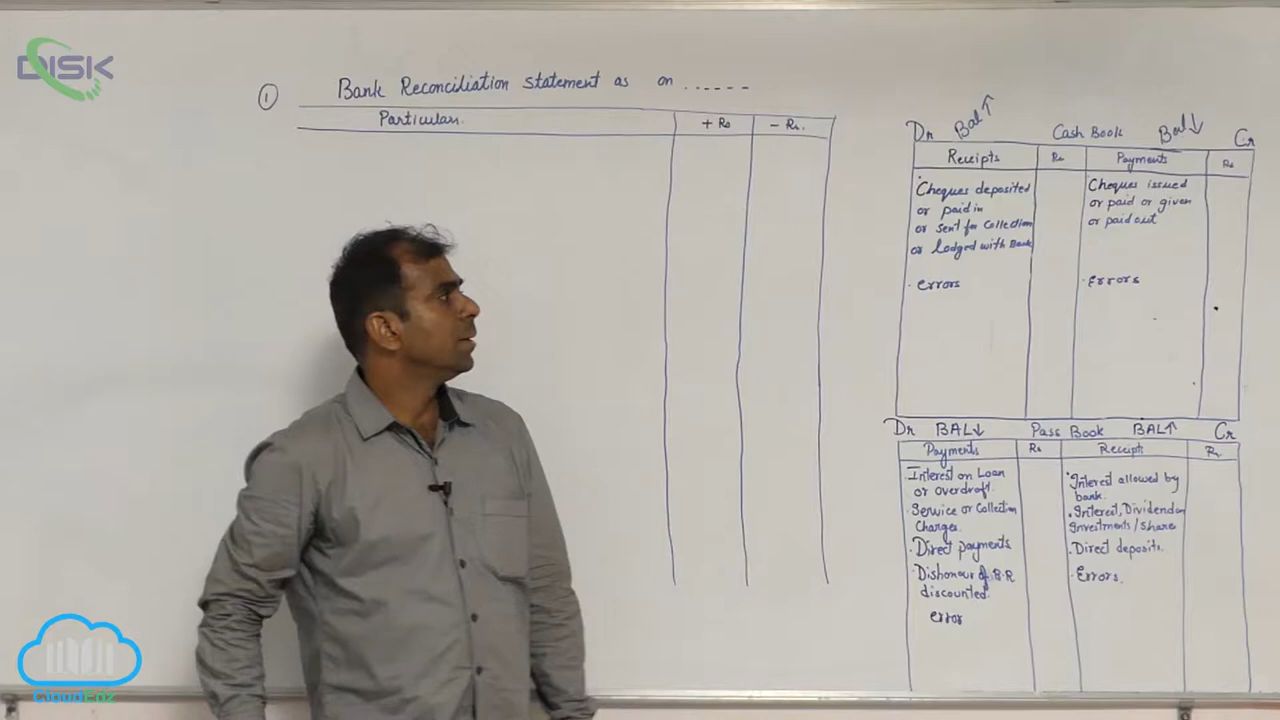 DISK
① Bank Reconciliation statement as on ......
Particulars. + Rs - Rs.
Dr Bal↑ Cash Book Bal↓ Cr
Receipts Rs Payments Rs
Cheques deposited
or paid in
or sent for Collection
or lodged with Bank
· errors
Cheques issued
or paid or given
or paid out
· Errors
Dr BAL↓ Pass Book BAL↑ Cr
Payments Rs Receipts Rs
Interest on Loan
or overdraft.
· Service or Collection
Charges.
· Direct payments
· Dishonour of B.R
discounted.
error
· Interest allowed by
bank.
· Interest, Dividend on
Investments/share
· Direct deposits.
· Errors.
CloudEnz